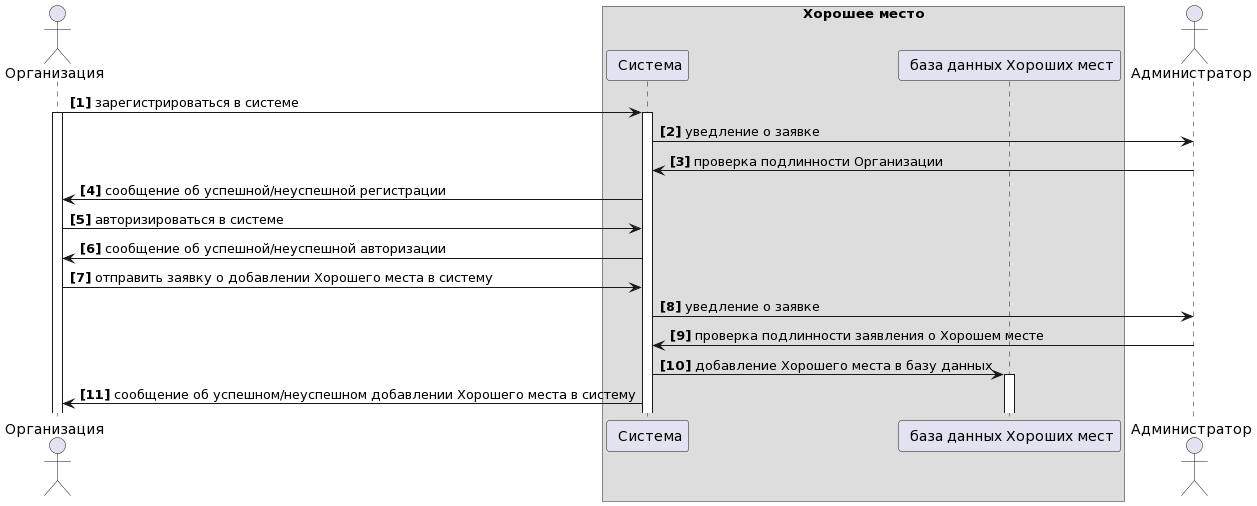 Хорошее место
Организация
Система
база данных Хороших мест
Администратор
[1] зарегистрироваться в системе
[2] уведление о заявке
[3] проверка подлинности Организации
[4] сообщение об успешной/неуспешной регистрации
[5] авторизироваться в системе
[6] сообщение об успешной/неуспешной авторизации
[7] отправить заявку о добавлении Хорошего места в систему
[8] уведление о заявке
[9] проверка подлинности заявления о Хорошем месте
[10] добавление Хорошего места в базу данных
[11] сообщение об успешном/неуспешном добавлении Хорошего места в систему
Организация
Система
база данных Хороших мест
Администратор